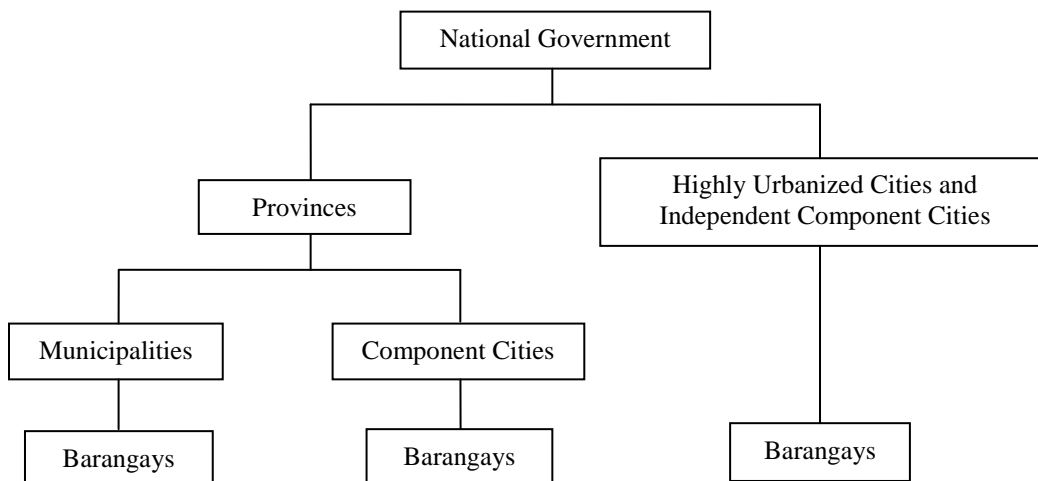 National Government
Provinces
Highly Urbanized Cities and
Independent Component Cities
Municipalities
Component Cities
Barangays
Barangays
Barangays